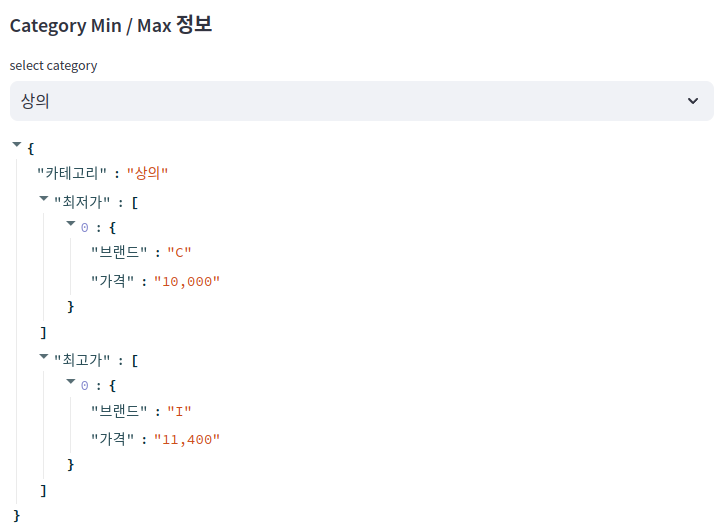 Category Min / Max 정보
select category
상의
{
"카테고리" : "상의"
"최저가" : [
0 : {
"브랜드" : "C"
"가격" : "10,000"
}
]
"최고가" : [
0 : {
"브랜드" : "I"
"가격" : "11,400"
}
]
}